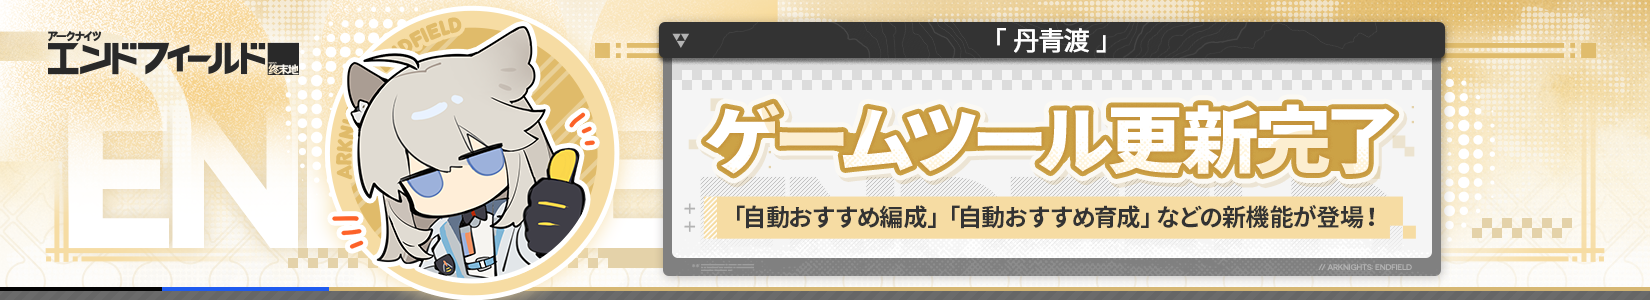 アークナイツ
エンドフィールド
終末地
ENDFIELD
ARKNIGHTS
「 丹青渡 」
ゲームツール更新完了
「自動おすすめ編成」「自動おすすめ育成」などの新機能が登場！
// ARKNIGHTS: ENDFIELD